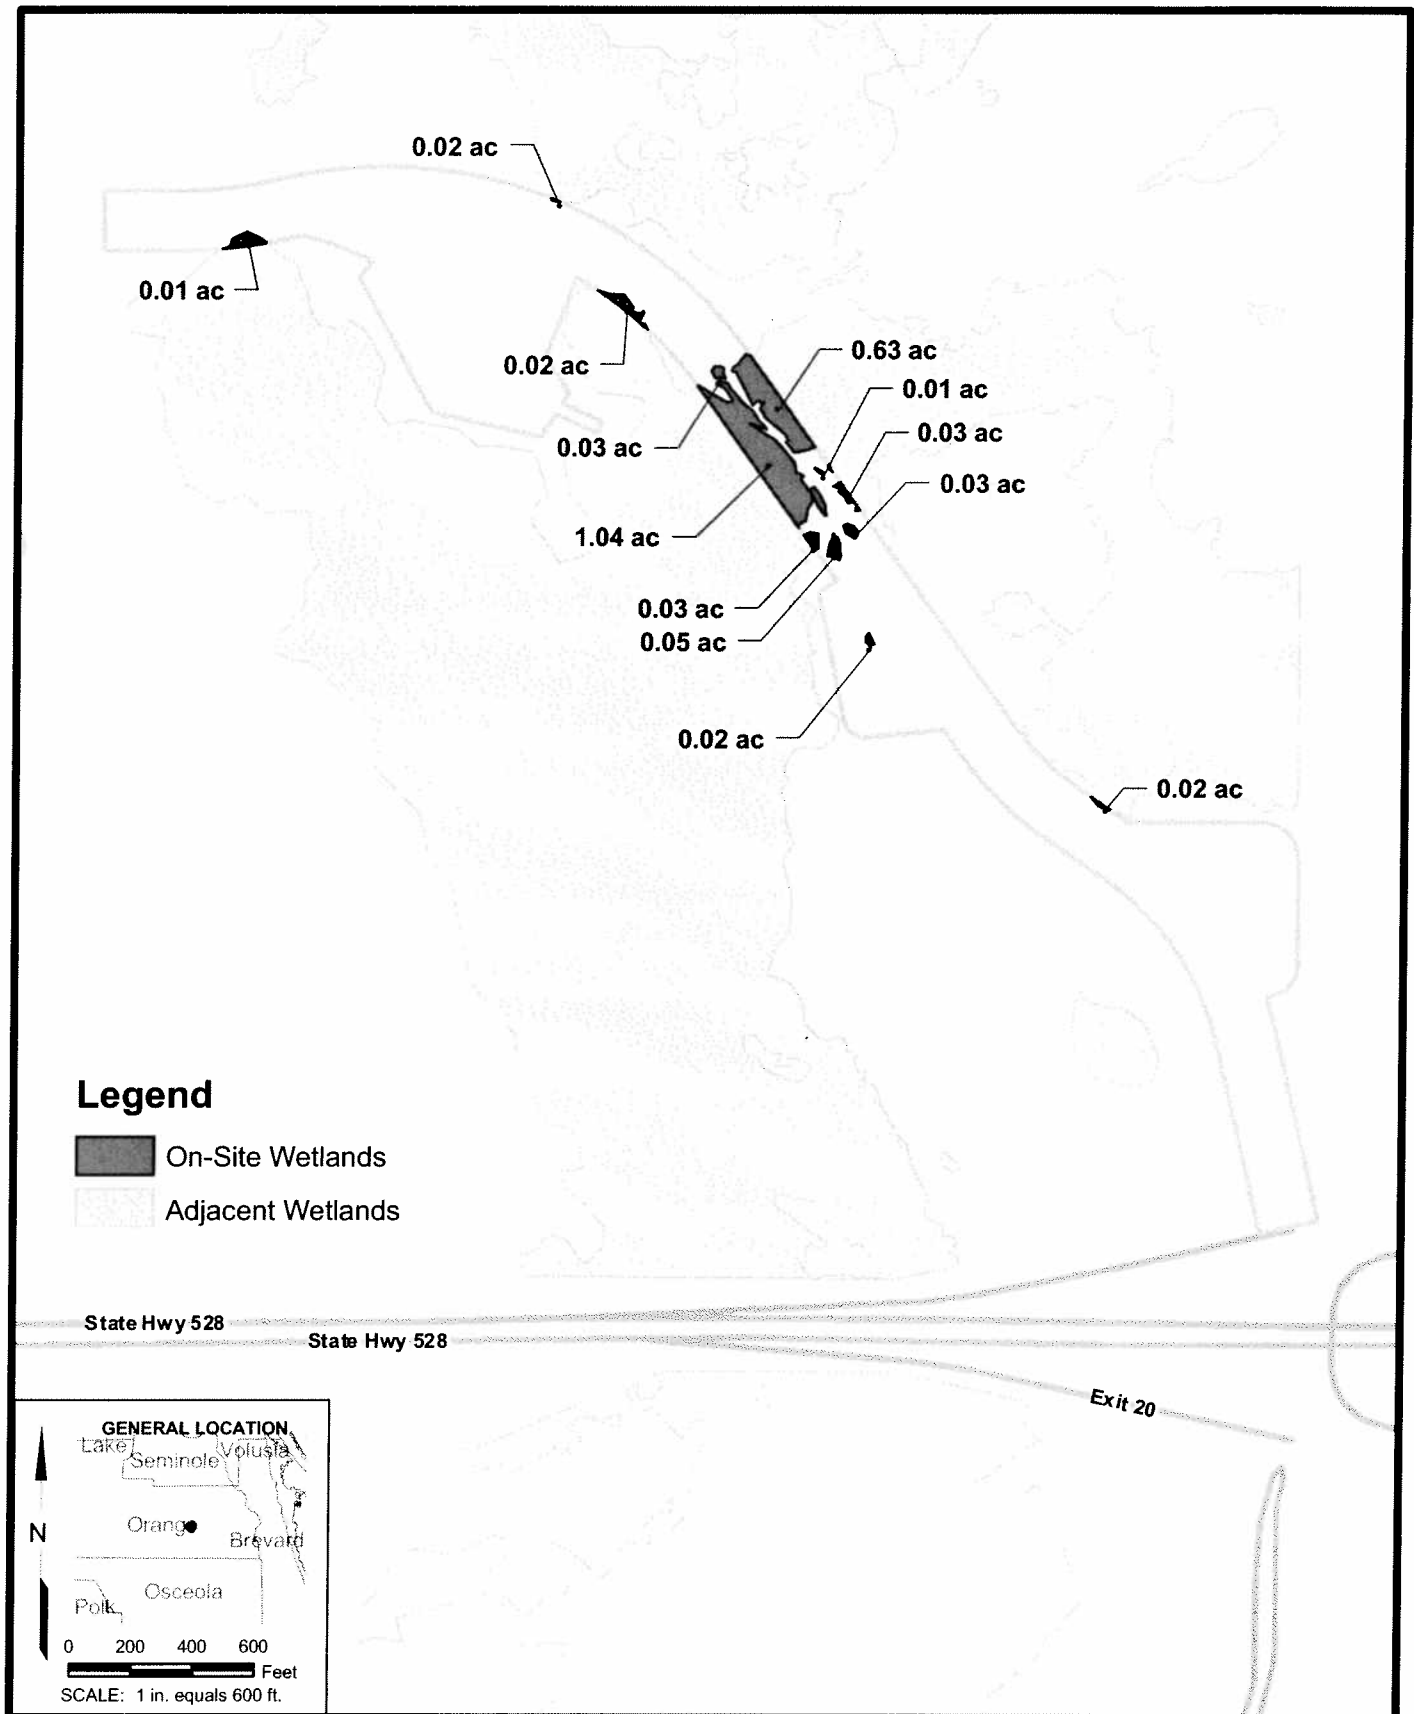 0.02 ac
0.01 ac
0.02 ac
0.63 ac
0.01 ac
0.03 ac
0.03 ac
0.03 ac
1.04 ac
0.03 ac
0.05 ac
0.02 ac
0.02 ac
Legend
On-Site Wetlands
Adjacent Wetlands
State Hwy 528
State Hwy 528
Exit 20
GENERAL LOCATION
Lake
Volusia
Seminole
Orange
Brevard
Osceola
Polk
N
0 200 400 600
Feet
SCALE: 1 in. equals 600 ft.